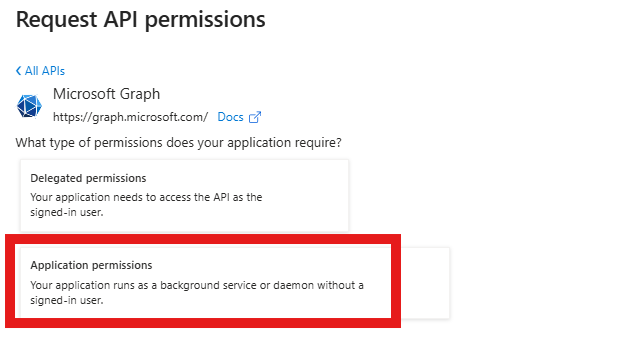 Request API permissions
All APIs
Microsoft Graph
https://graph.microsoft.com/ Docs
What type of permissions does your application require?
Delegated permissions
Your application needs to access the API as the
signed-in user.
Application permissions
Your application runs as a background service or daemon without a
signed-in user.